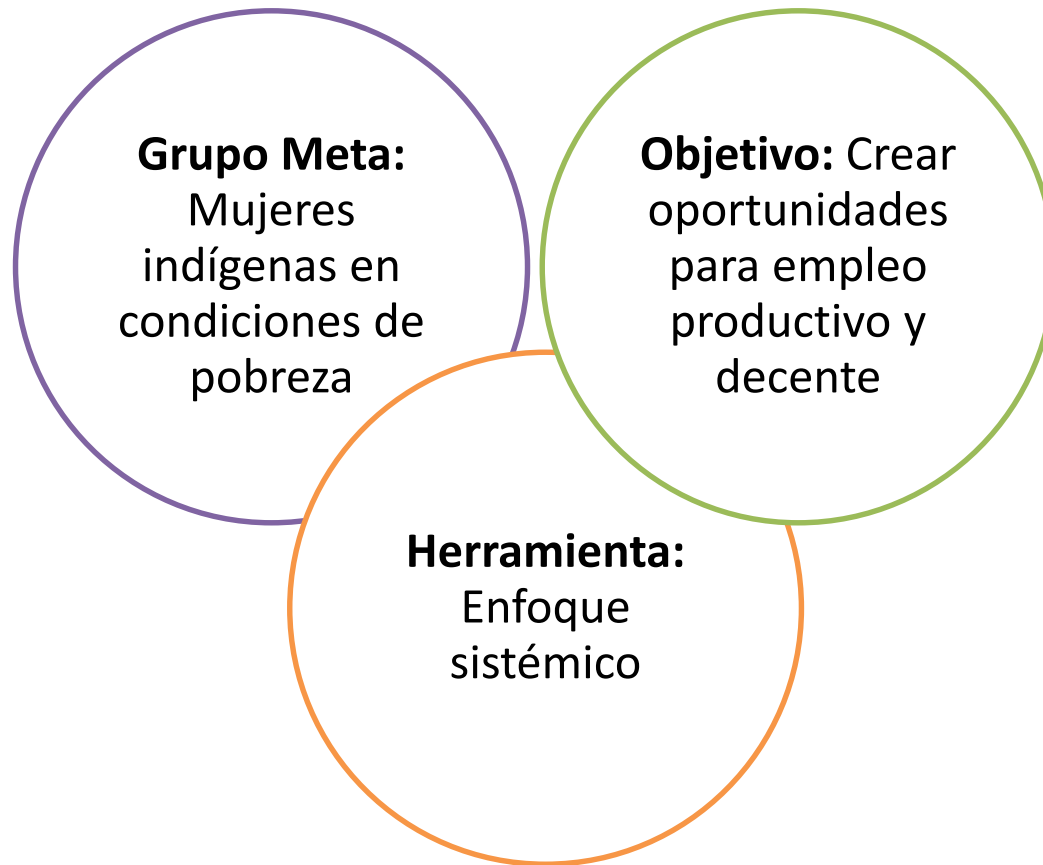 Grupo Meta:
Mujeres
indígenas en
condiciones de
pobreza
Objetivo: Crear
oportunidades
para empleo
productivo y
decente
Herramienta:
Enfoque
sistémico